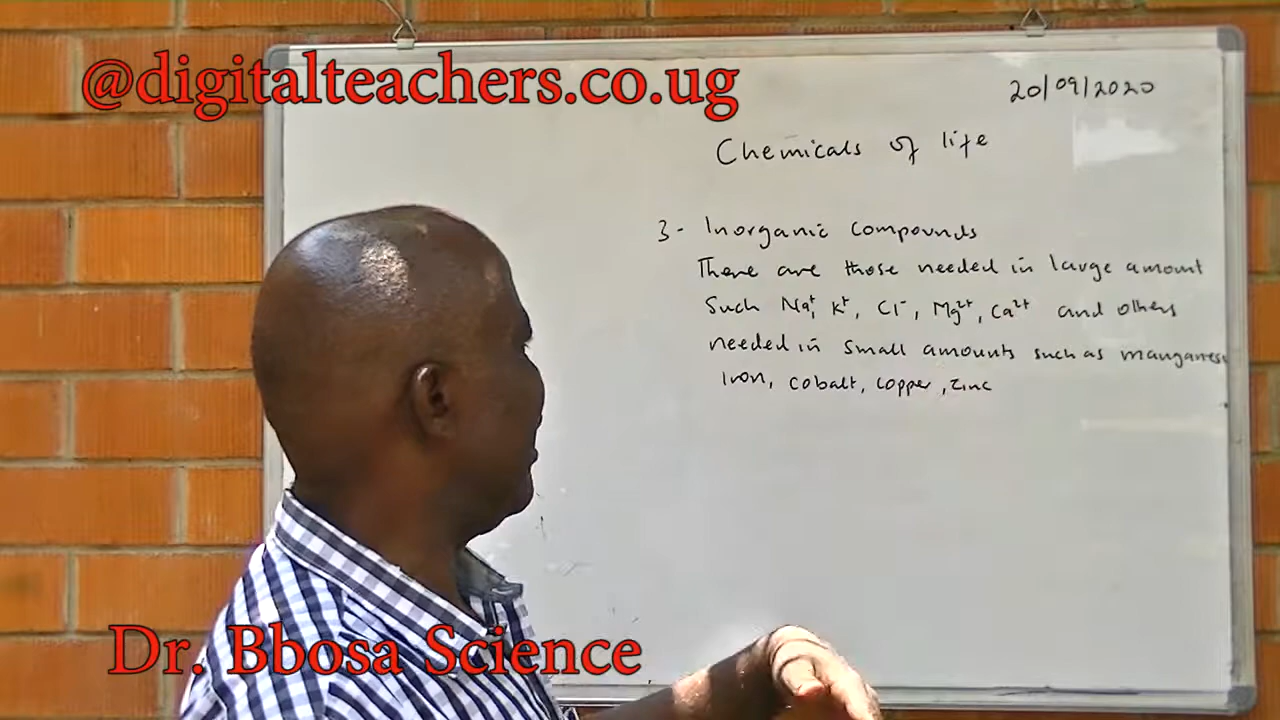 @digitalteachers.co.ug
20/09/2020
Chemicals of life
3- Inorganic compounds
There are those needed in large amount
Such Na⁺, K⁺, Cl⁻, Mg²⁺, Ca²⁺ and others
needed in small amounts such as manganese
Iron, cobalt, copper, zinc
Dr. Bbosa Science